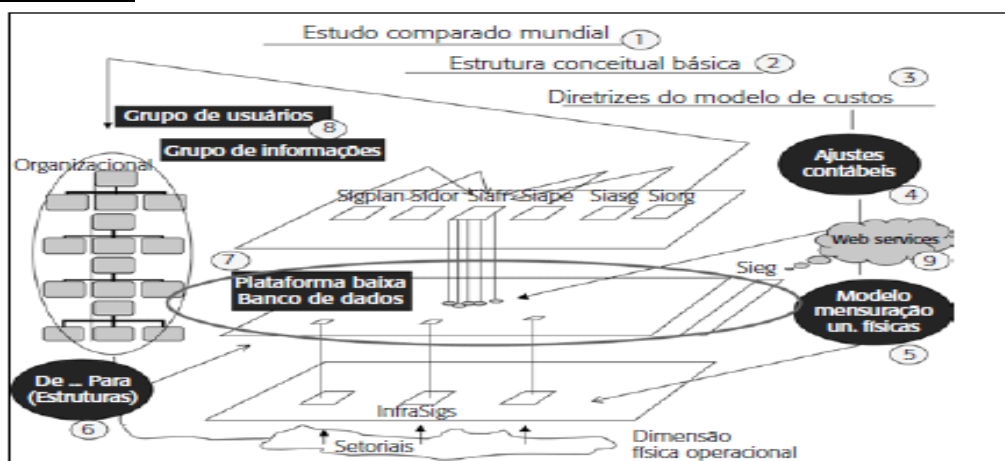 Estudo comparado mundial 1
Estrutura conceitual básica 2
3
Diretrizes do modelo de custos
Grupo de usuários
8
Grupo de informações
Organizacional
Ajustes
contábeis
4
Sigplan Sidor Siafi Siape Siasg Siorg
Web services
9
Sieg
7
Plataforma baixa
Banco de dados
Modelo
mensuração
un. físicas
5
De ... Para
(Estruturas)
6
InfraSigs
Setoriais
Dimensão
física operacional